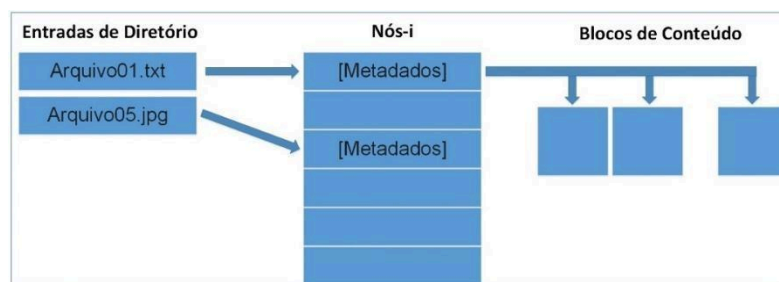 Entradas de Diretório
Nós-i
Blocos de Conteúdo
Arquivo01.txt
[Metadados]
Arquivo05.jpg
[Metadados]